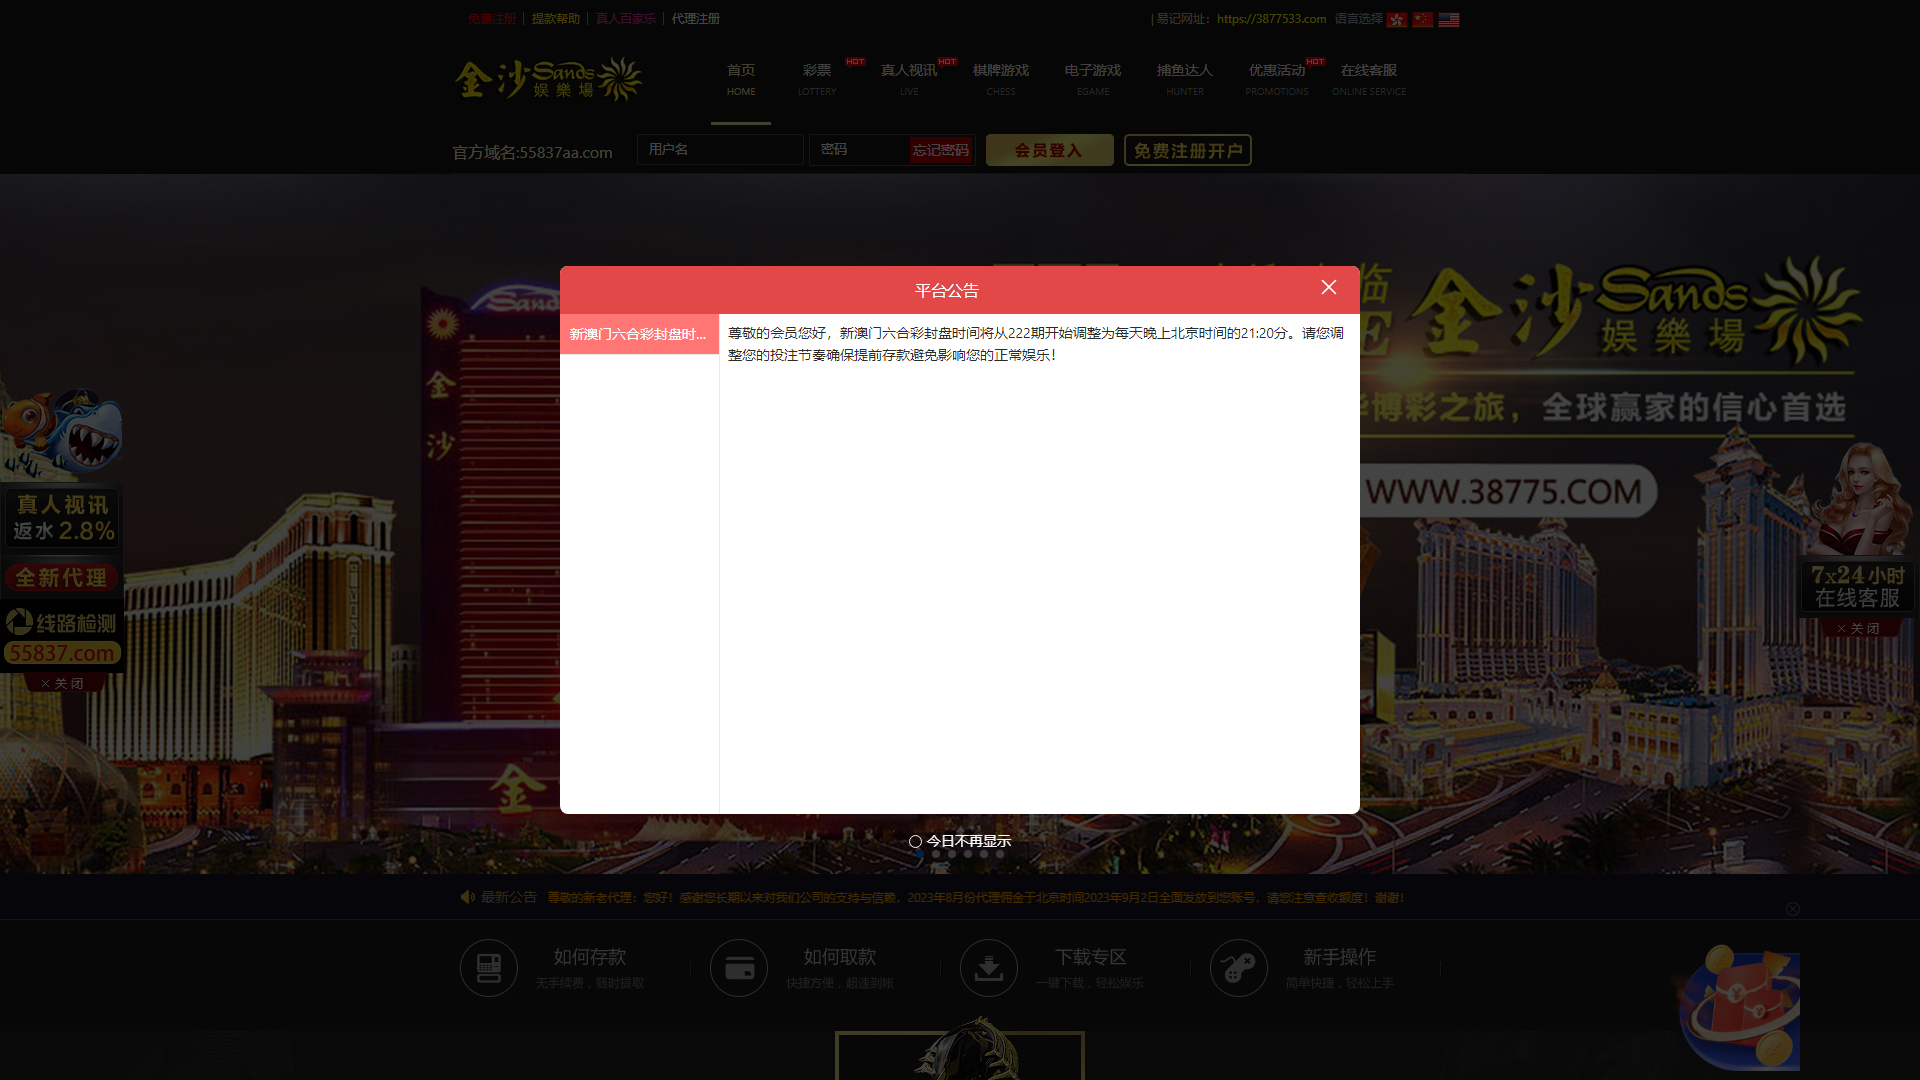 免费注册 | 提款帮助 | 真人百家乐 | 代理注册
| 易记网址：https://3877533.com 语言选择
金沙 Sands 娱樂場
首页 彩票 HOT 真人视讯 HOT 棋牌游戏 电子游戏 捕鱼达人 优惠活动 HOT 在线客服
HOME LOTTERY LIVE CHESS EGAME HUNTER PROMOTIONS ONLINE SERVICE
官方域名:55837aa.com 用户名 密码 忘记密码 会员登入 免费注册开户
平台公告
新澳门六合彩封盘时...
尊敬的会员您好，新澳门六合彩封盘时间将从222期开始调整为每天晚上北京时间的21:20分。请您调
整您的投注节奏确保提前存款避免影响您的正常娱乐！
Sands
金
沙
金
临
金沙 Sands 娱樂場
博彩之旅，全球赢家的信心首选
WWW.38775.COM
真人视讯
返水 2.8%
全新代理
线路检测
55837.com
× 关 闭
7x24 小时
在线客服
× 关 闭
今日不再显示
最新公告 尊敬的新老代理：您好！感谢您长期以来对我们公司的支持与信赖，2023年8月份代理佣金于北京时间2023年9月2日全面发放到您账号，请您注意查收额度！谢谢！
如何存款
无手续费，随时提取
如何取款
快捷方便，超速到帐
下载专区
一键下载，轻松娱乐
新手操作
简单快捷，轻松上手